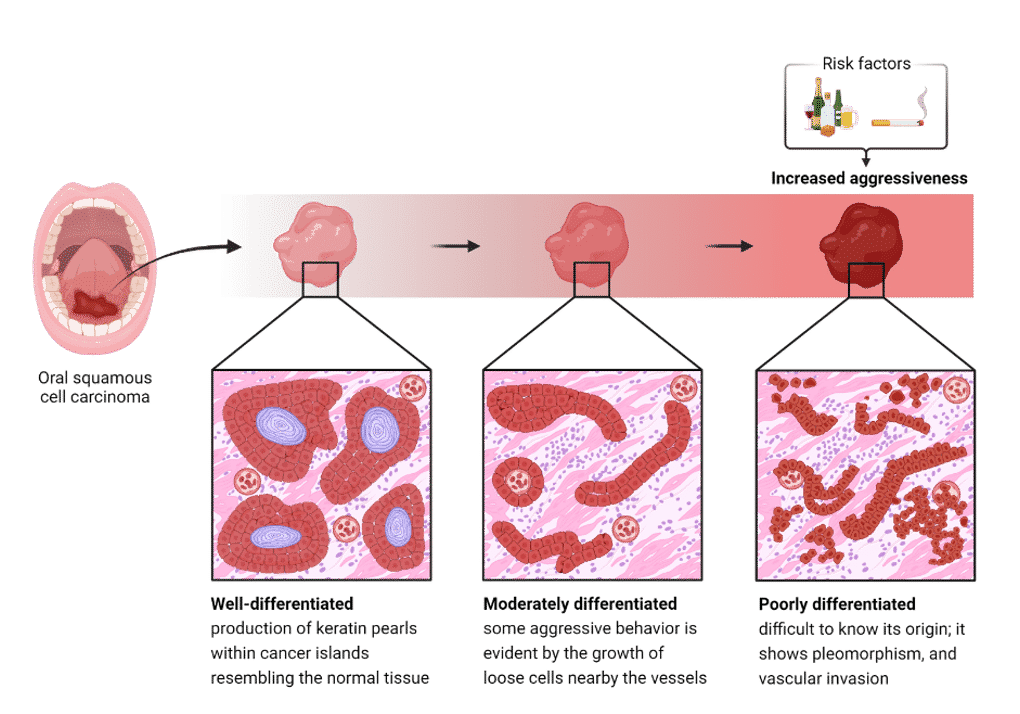 Risk factors
Increased aggressiveness
Oral squamous
cell carcinoma
Well-differentiated
production of keratin pearls
within cancer islands
resembling the normal tissue
Moderately differentiated
some aggressive behavior is
evident by the growth of
loose cells nearby the vessels
Poorly differentiated
difficult to know its origin; it
shows pleomorphism, and
vascular invasion